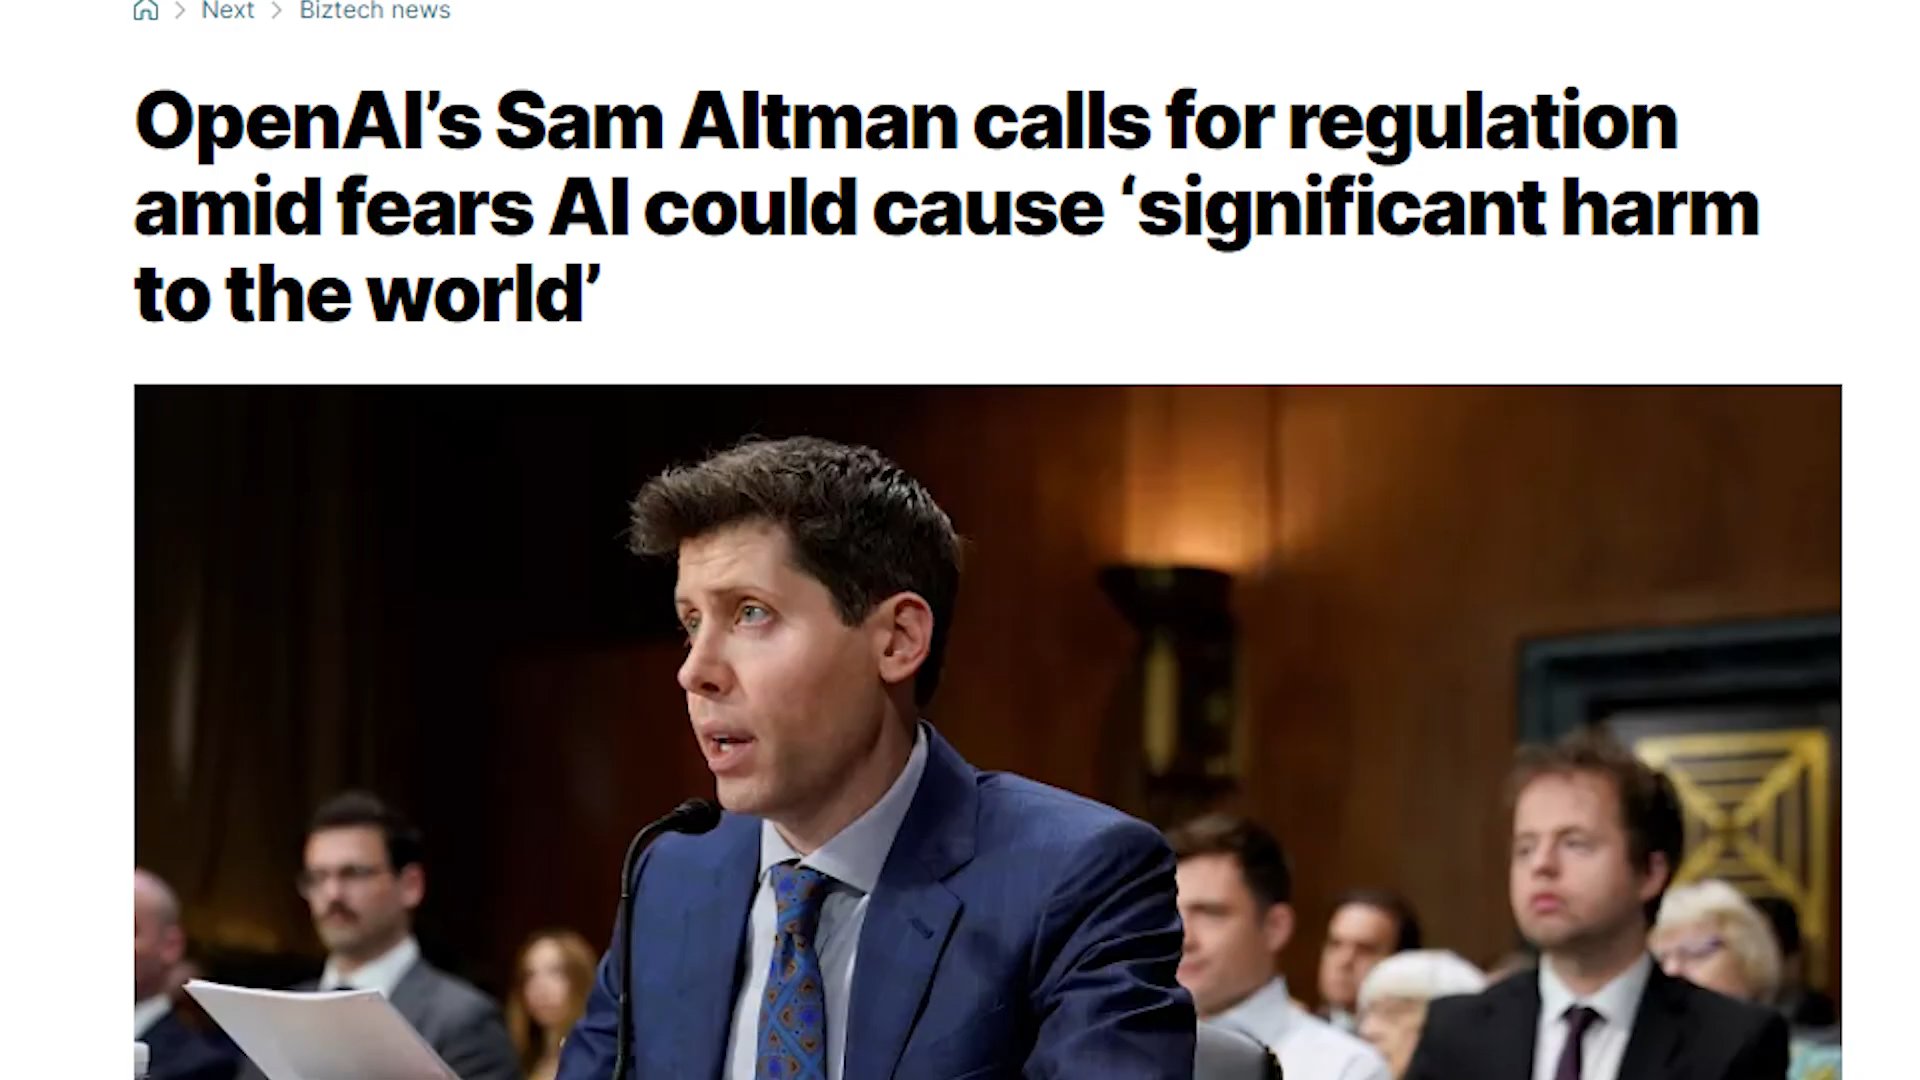 Next > Biztech news
OpenAI’s Sam Altman calls for regulation
amid fears AI could cause ‘significant harm
to the world’